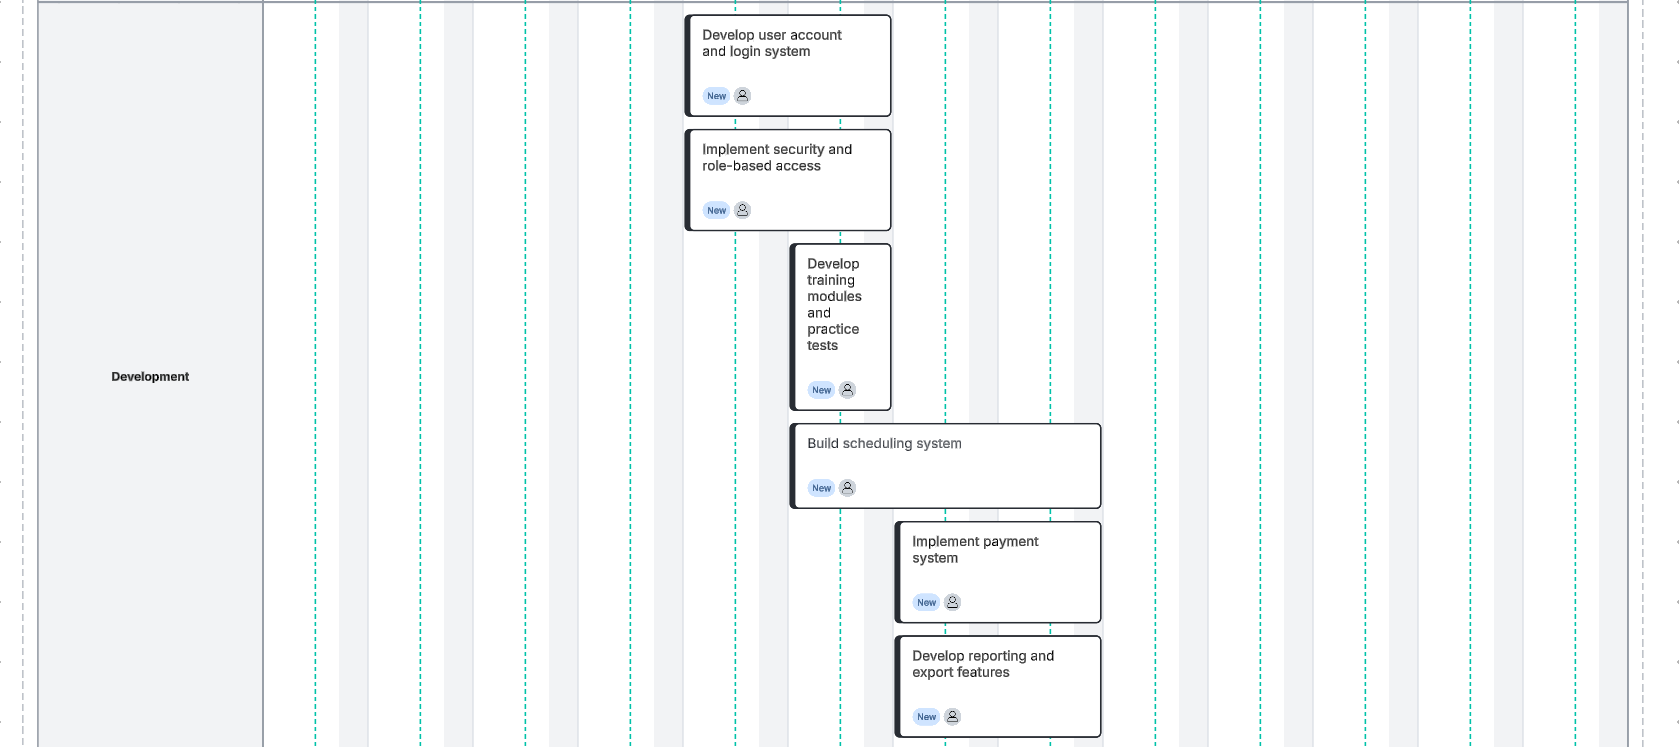 Develop user account
and login system
New
Implement security and
role-based access
New
Develop
training
modules
and
practice
tests
New
Development
Build scheduling system
New
Implement payment
system
New
Develop reporting and
export features
New